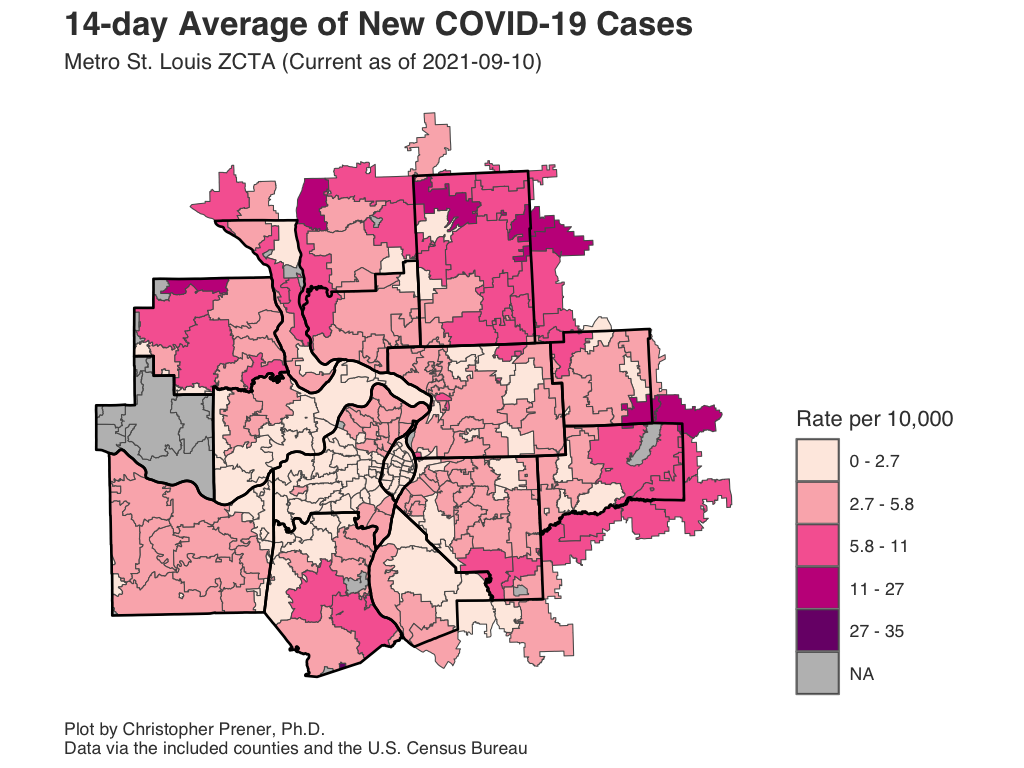 14-day Average of New COVID-19 Cases
Metro St. Louis ZCTA (Current as of 2021-09-10)
Rate per 10,000
0 - 2.7
2.7 - 5.8
5.8 - 11
11 - 27
27 - 35
NA
Plot by Christopher Prener, Ph.D.
Data via the included counties and the U.S. Census Bureau